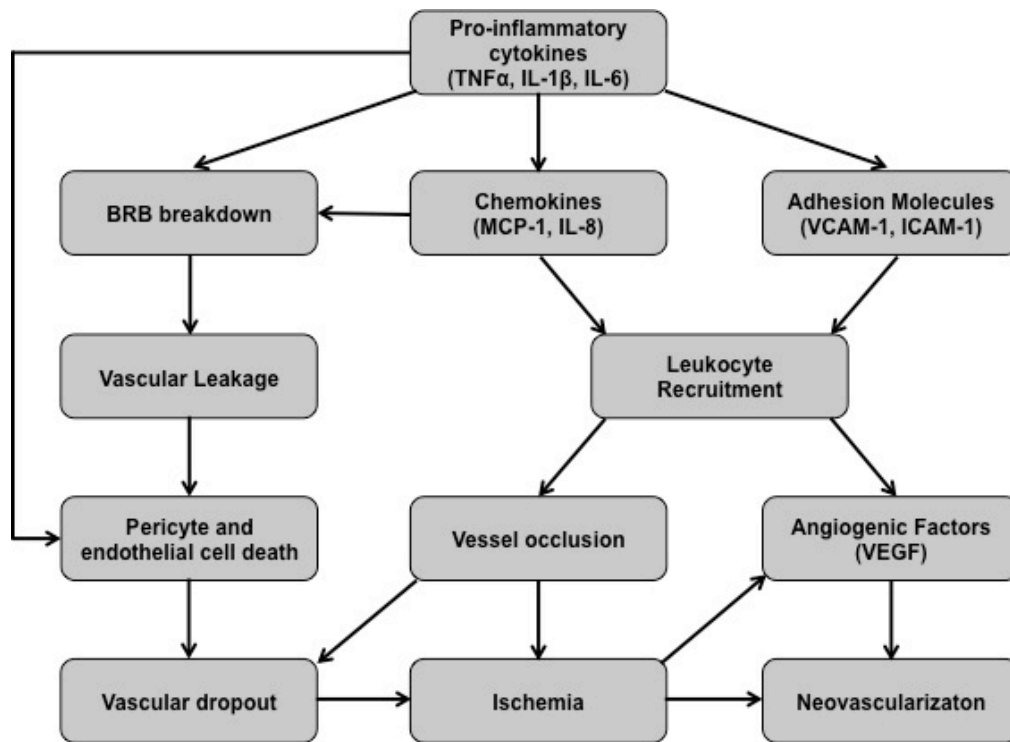 Pro-inflammatory
cytokines
(TNFα, IL-1β, IL-6)
BRB breakdown
Chemokines
(MCP-1, IL-8)
Adhesion Molecules
(VCAM-1, ICAM-1)
Vascular Leakage
Leukocyte
Recruitment
Pericyte and
endothelial cell death
Vessel occlusion
Angiogenic Factors
(VEGF)
Vascular dropout
Ischemia
Neovascularizaton